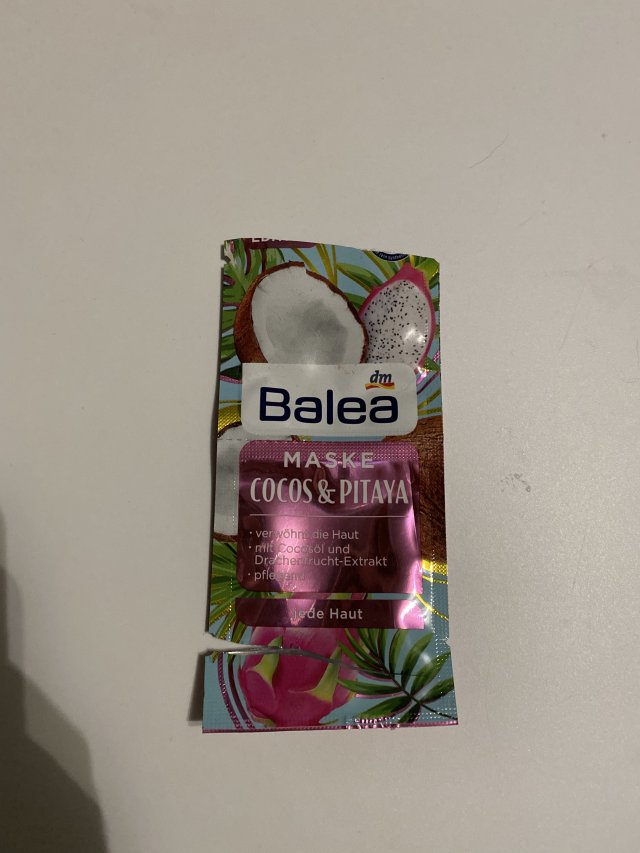 dm
Balea
MASKE
COCOS & PITAYA
· verwöhnt die Haut
· mit Cocosöl und
Drachenfrucht-Extrakt
· pflegend
jede Haut